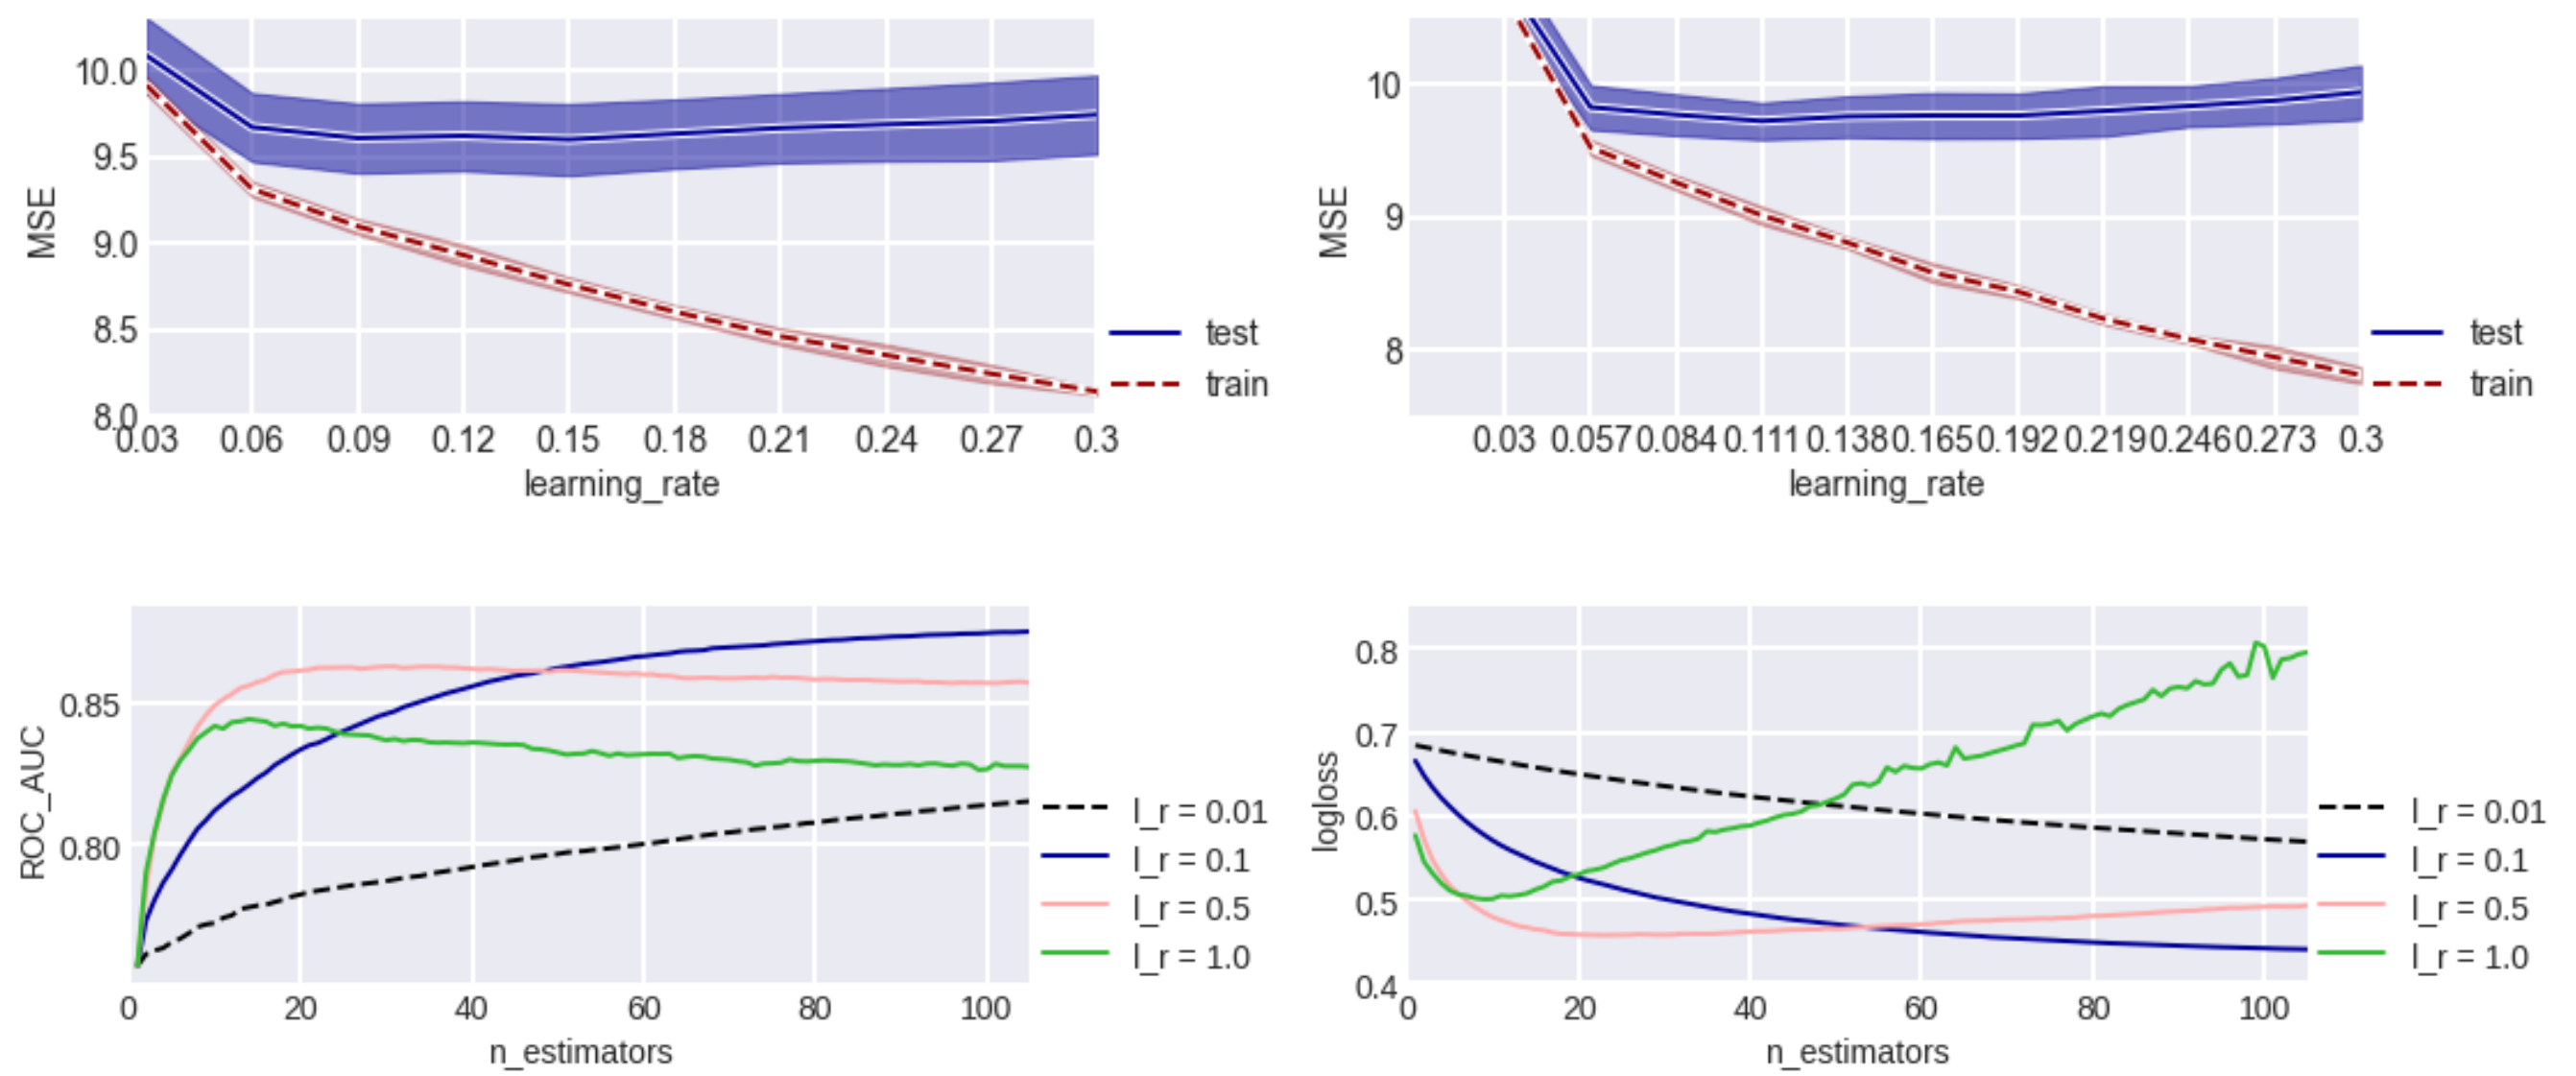 10.0
9.5
9.0
8.5
8.0
MSE
0.03 0.06 0.09 0.12 0.15 0.18 0.21 0.24 0.27 0.3
learning_rate
test
train
10
9
8
MSE
0.03 0.057 0.084 0.111 0.138 0.165 0.192 0.219 0.246 0.273 0.3
learning_rate
test
train
0.85
0.80
ROC_AUC
0 20 40 60 80 100
n_estimators
l_r = 0.01
l_r = 0.1
l_r = 0.5
l_r = 1.0
0.8
0.7
0.6
0.5
0.4
logloss
0 20 40 60 80 100
n_estimators
l_r = 0.01
l_r = 0.1
l_r = 0.5
l_r = 1.0